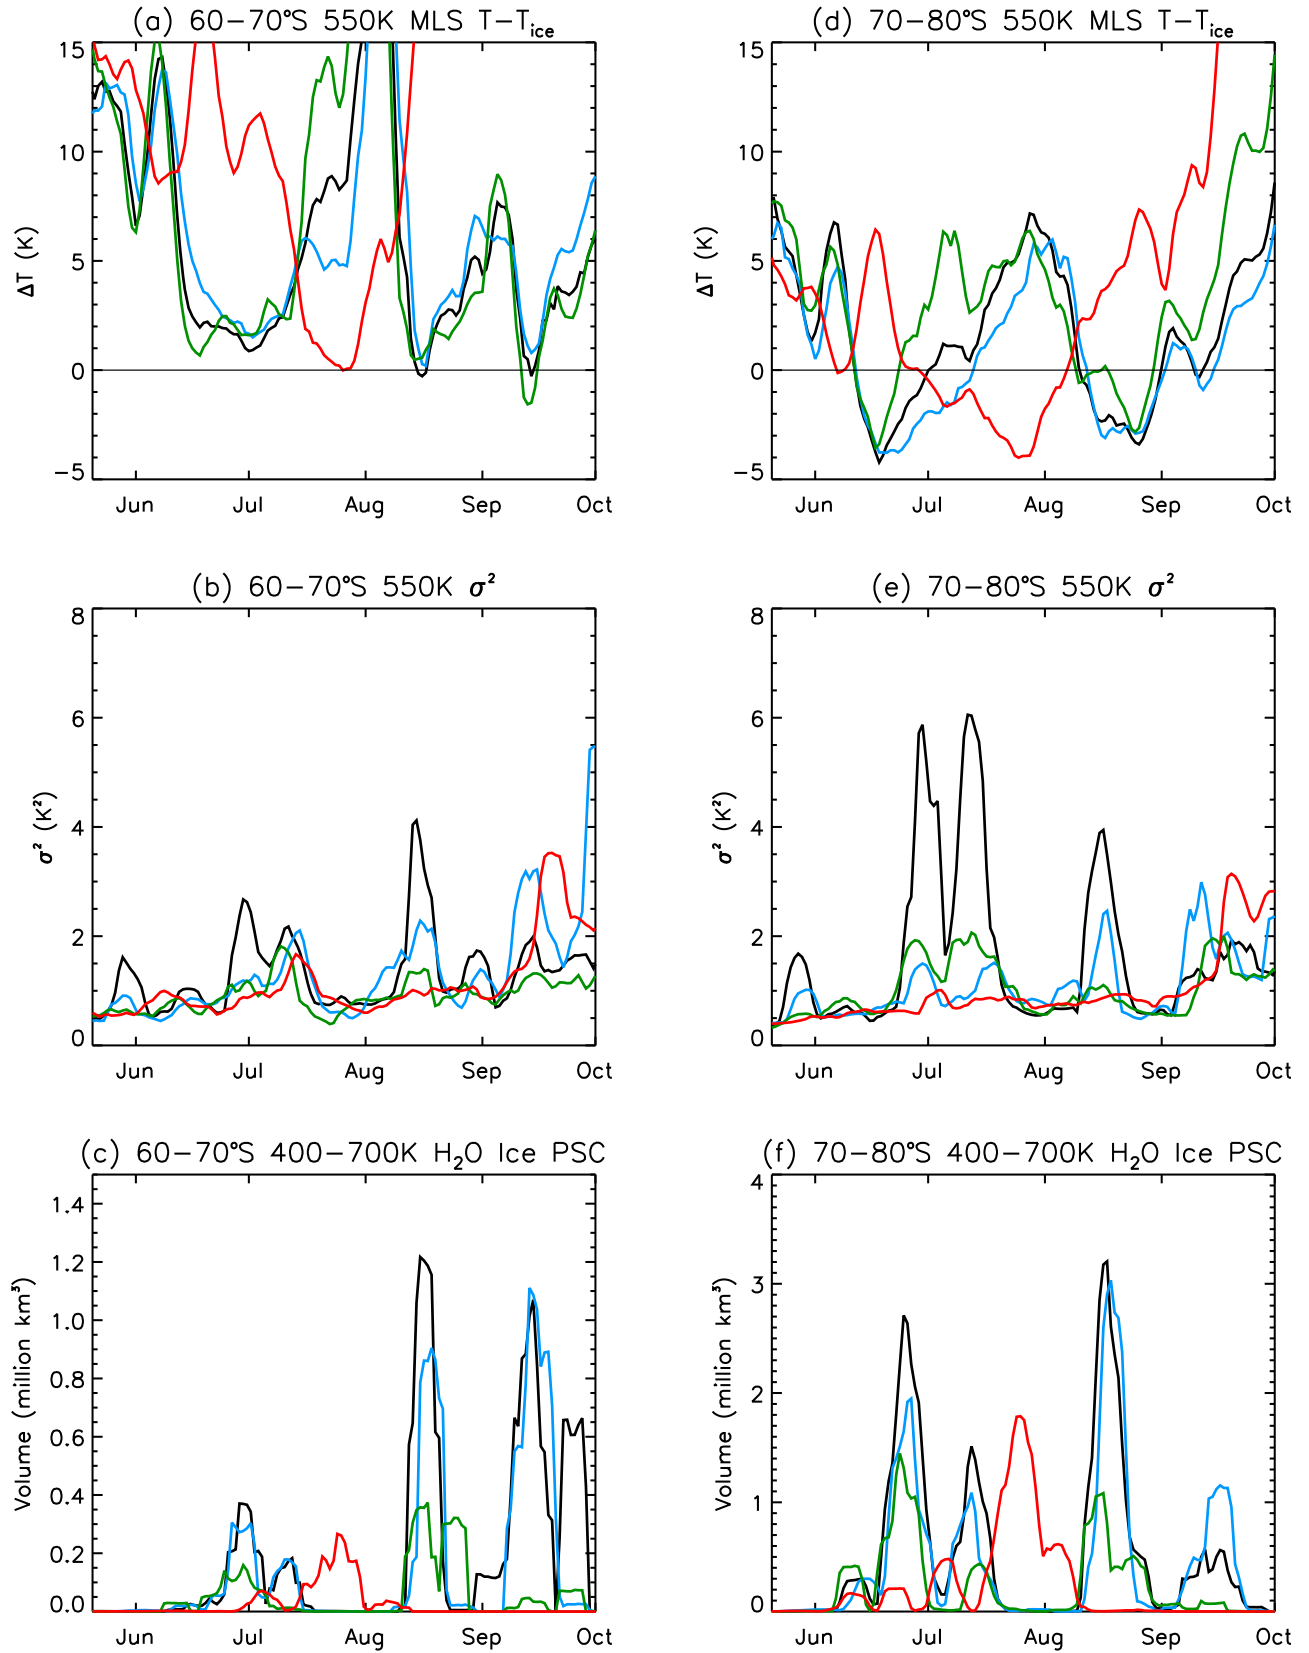 (a) 60−70°S 550K MLS T−Tice
15
10
5
0
−5
ΔT (K)
Jun Jul Aug Sep Oct
(d) 70−80°S 550K MLS T−Tice
15
10
5
0
−5
ΔT (K)
Jun Jul Aug Sep Oct
(b) 60−70°S 550K σ²
8
6
4
2
0
σ² (K²)
Jun Jul Aug Sep Oct
(e) 70−80°S 550K σ²
8
6
4
2
0
σ² (K²)
Jun Jul Aug Sep Oct
(c) 60−70°S 400−700K H₂O Ice PSC
1.4
1.2
1.0
0.8
0.6
0.4
0.2
0.0
Volume (million km³)
Jun Jul Aug Sep Oct
(f) 70−80°S 400−700K H₂O Ice PSC
4
3
2
1
0
Volume (million km³)
Jun Jul Aug Sep Oct